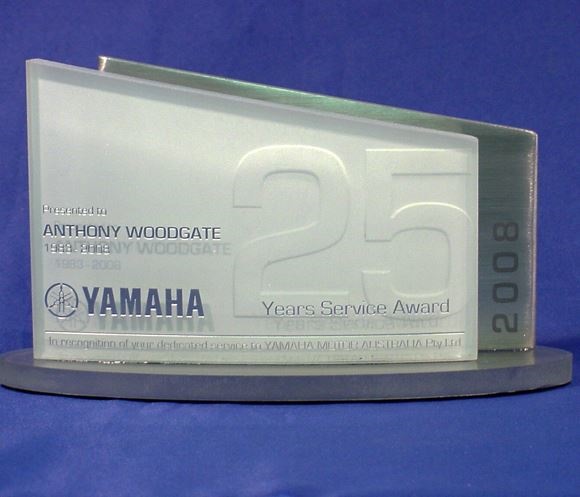 25
Presented to
ANTHONY WOODGATE
1983-2008
YAMAHA
Years Service Award
In recognition of your dedicated service to YAMAHA MOTOR AUSTRALIA Pty Ltd
2008